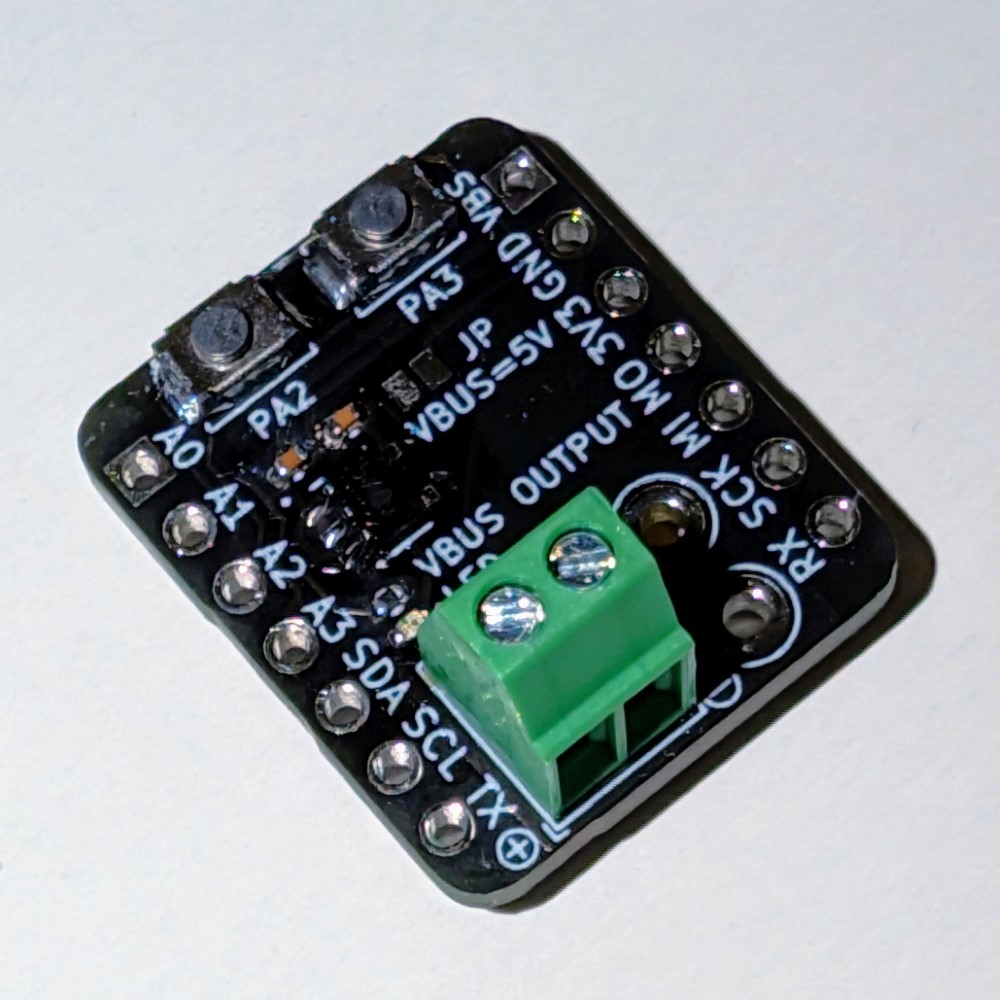 VBS
GND
3V3
MO
MI
SCK
RX
PA3
PA2
JP
VBUS=5V
VBUS OUTPUT
A0
A1
A2
A3
SDA
SCL
TX
+